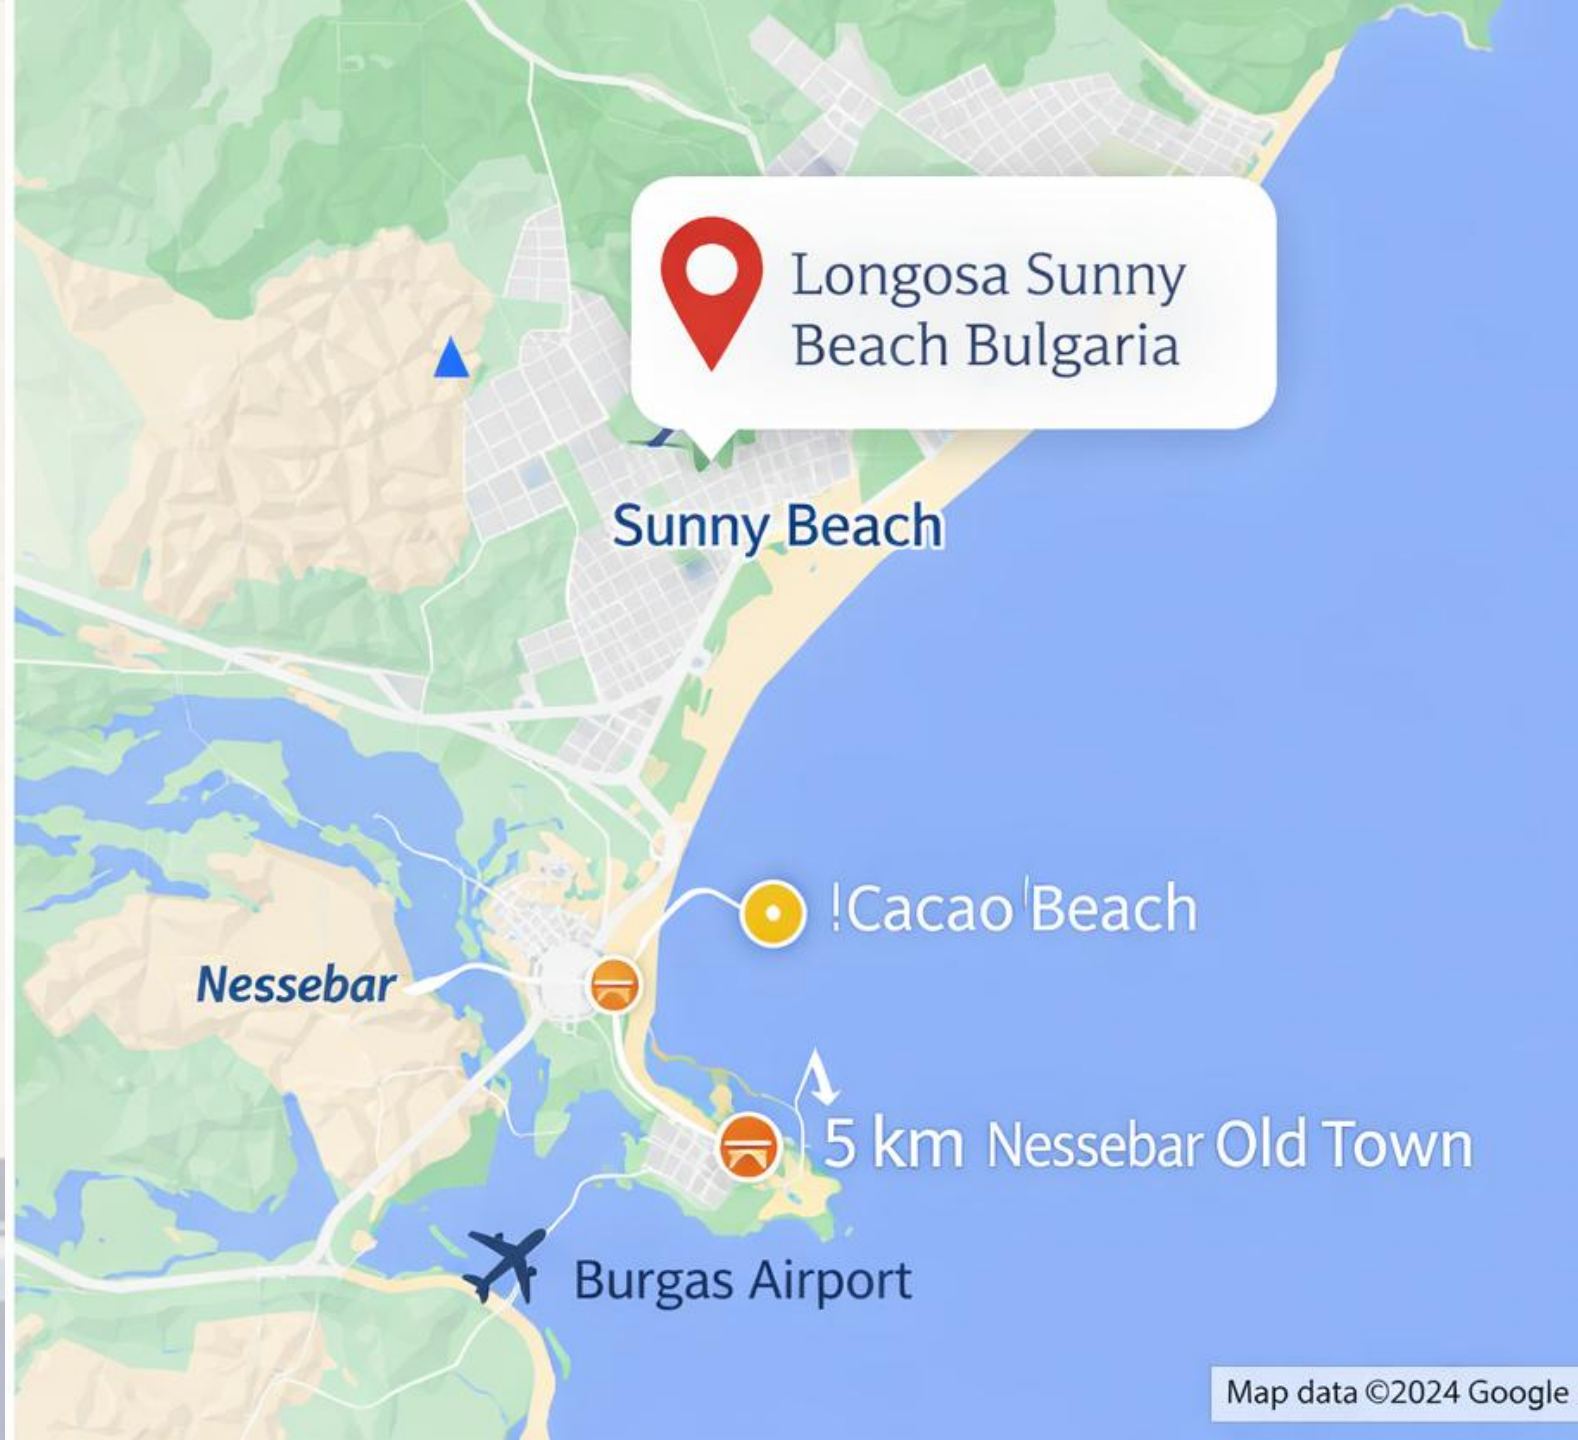 Longosa Sunny
Beach Bulgaria
Sunny Beach
!Cacao Beach
Nessebar
5 km Nessebar Old Town
Burgas Airport
Map data ©2024 Google